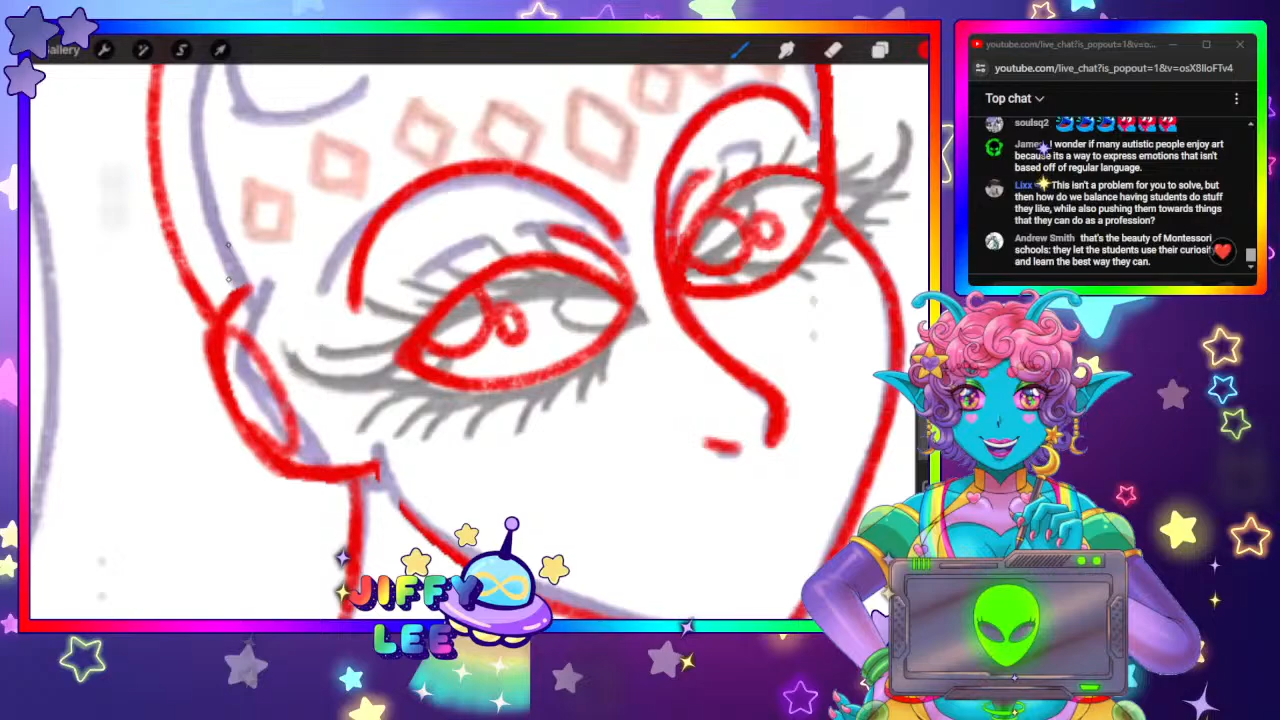 allery
youtube.com/live_chat?is_popout=1&v=o...
youtube.com/live_chat?is_popout=1&v=osX8lIoFTv4
Top chat
soulsq2
James I wonder if many autistic people enjoy art
because its a way to express emotions that isn't
based off of regular language.
Lixx This isn't a problem for you to solve, but
then how do we balance having students do stuff
they like, while also pushing them towards things
that they can do as a profession?
Andrew Smith that's the beauty of Montessori
schools: they let the students use their curiosit
and learn the best way they can.
JIFFY
LEE